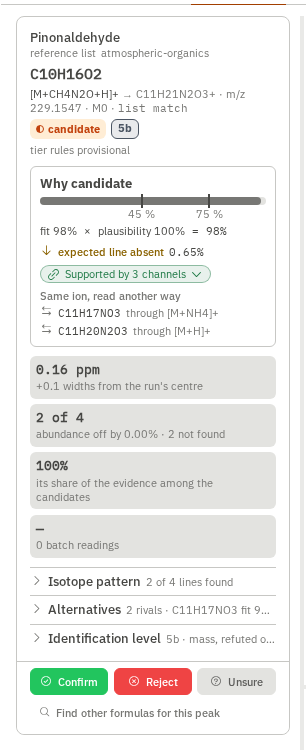 Pinonaldehyde
reference list atmospheric-organics
C10H16O2
[M+CH4N2O+H]+ → C11H21N2O3+ · m/z
229.1547 · M0 · list match
candidate 5b
tier rules provisional
Why candidate
45 % 75 %
fit 98% × plausibility 100% = 98%
↓ expected line absent 0.65%
Supported by 3 channels
Same ion, read another way
C11H17NO3 through [M+NH4]+
C11H20N2O3 through [M+H]+
0.16 ppm
+0.1 widths from the run's centre
2 of 4
abundance off by 0.00% · 2 not found
100%
its share of the evidence among the
candidates
—
0 batch readings
Isotope pattern 2 of 4 lines found
Alternatives 2 rivals · C11H17NO3 fit 9...
Identification level 5b · mass, refuted o...
Confirm Reject Unsure
Find other formulas for this peak